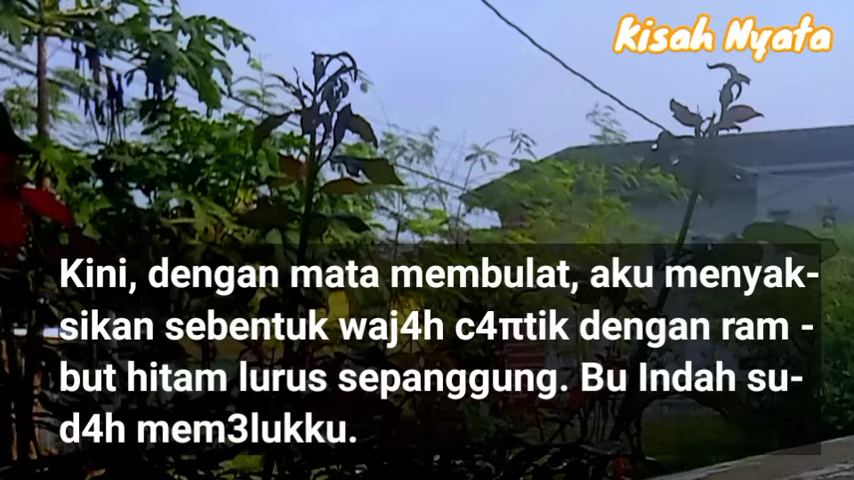 Kisah Nyata
Kini, dengan mata membulat, aku menyak-
sikan sebentuk waj4h c4πtik dengan ram -
but hitam lurus sepanggung. Bu Indah su-
d4h mem3lukku.